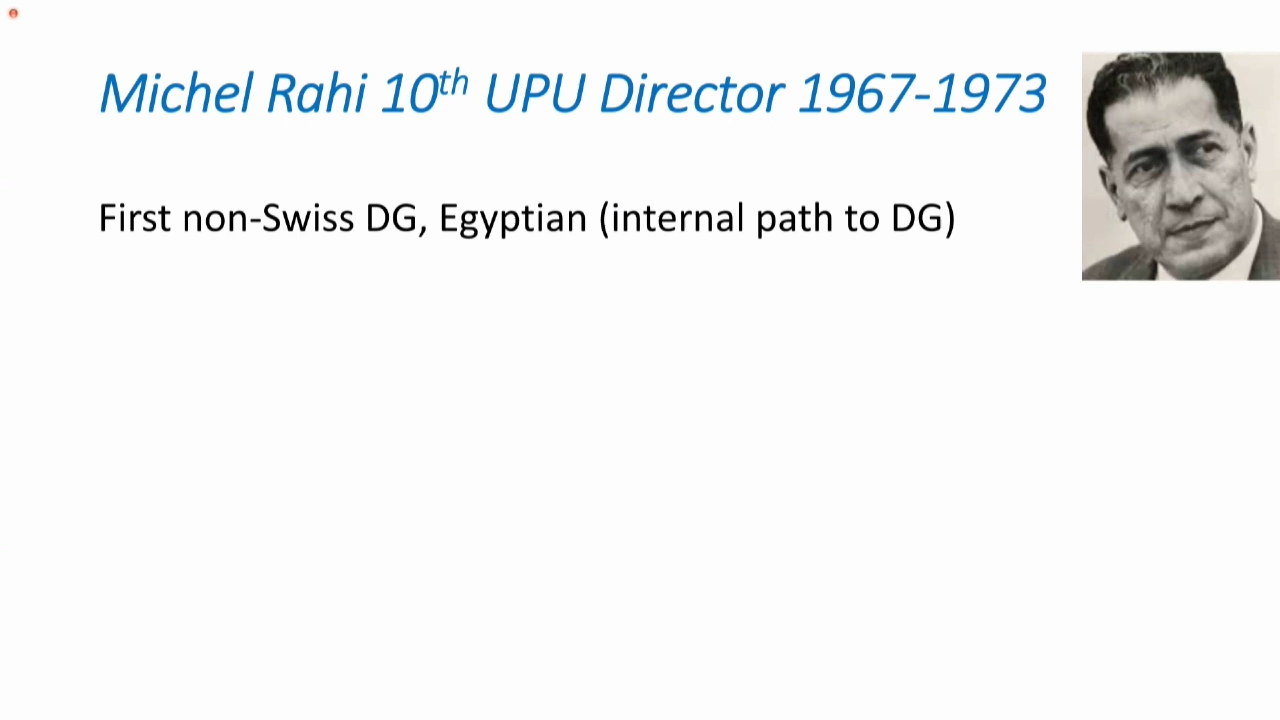 Michel Rahi 10th UPU Director 1967-1973
First non-Swiss DG, Egyptian (internal path to DG)